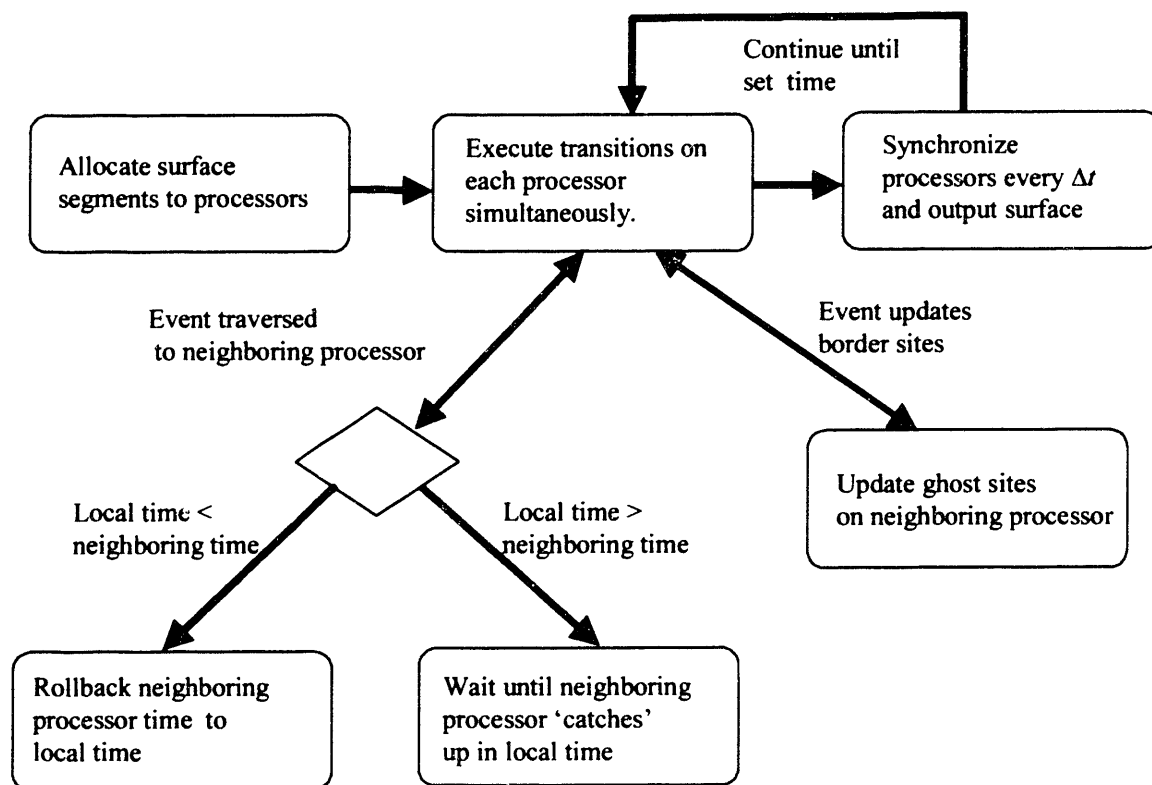 Continue until
set time
Allocate surface
segments to processors
Execute transitions on
each processor
simultaneously.
Synchronize
processors every Δt
and output surface
Event traversed
to neighboring processor
Event updates
border sites
Local time <
neighboring time
Local time >
neighboring time
Update ghost sites
on neighboring processor
Rollback neighboring
processor time to
local time
Wait until neighboring
processor ‘catches’
up in local time